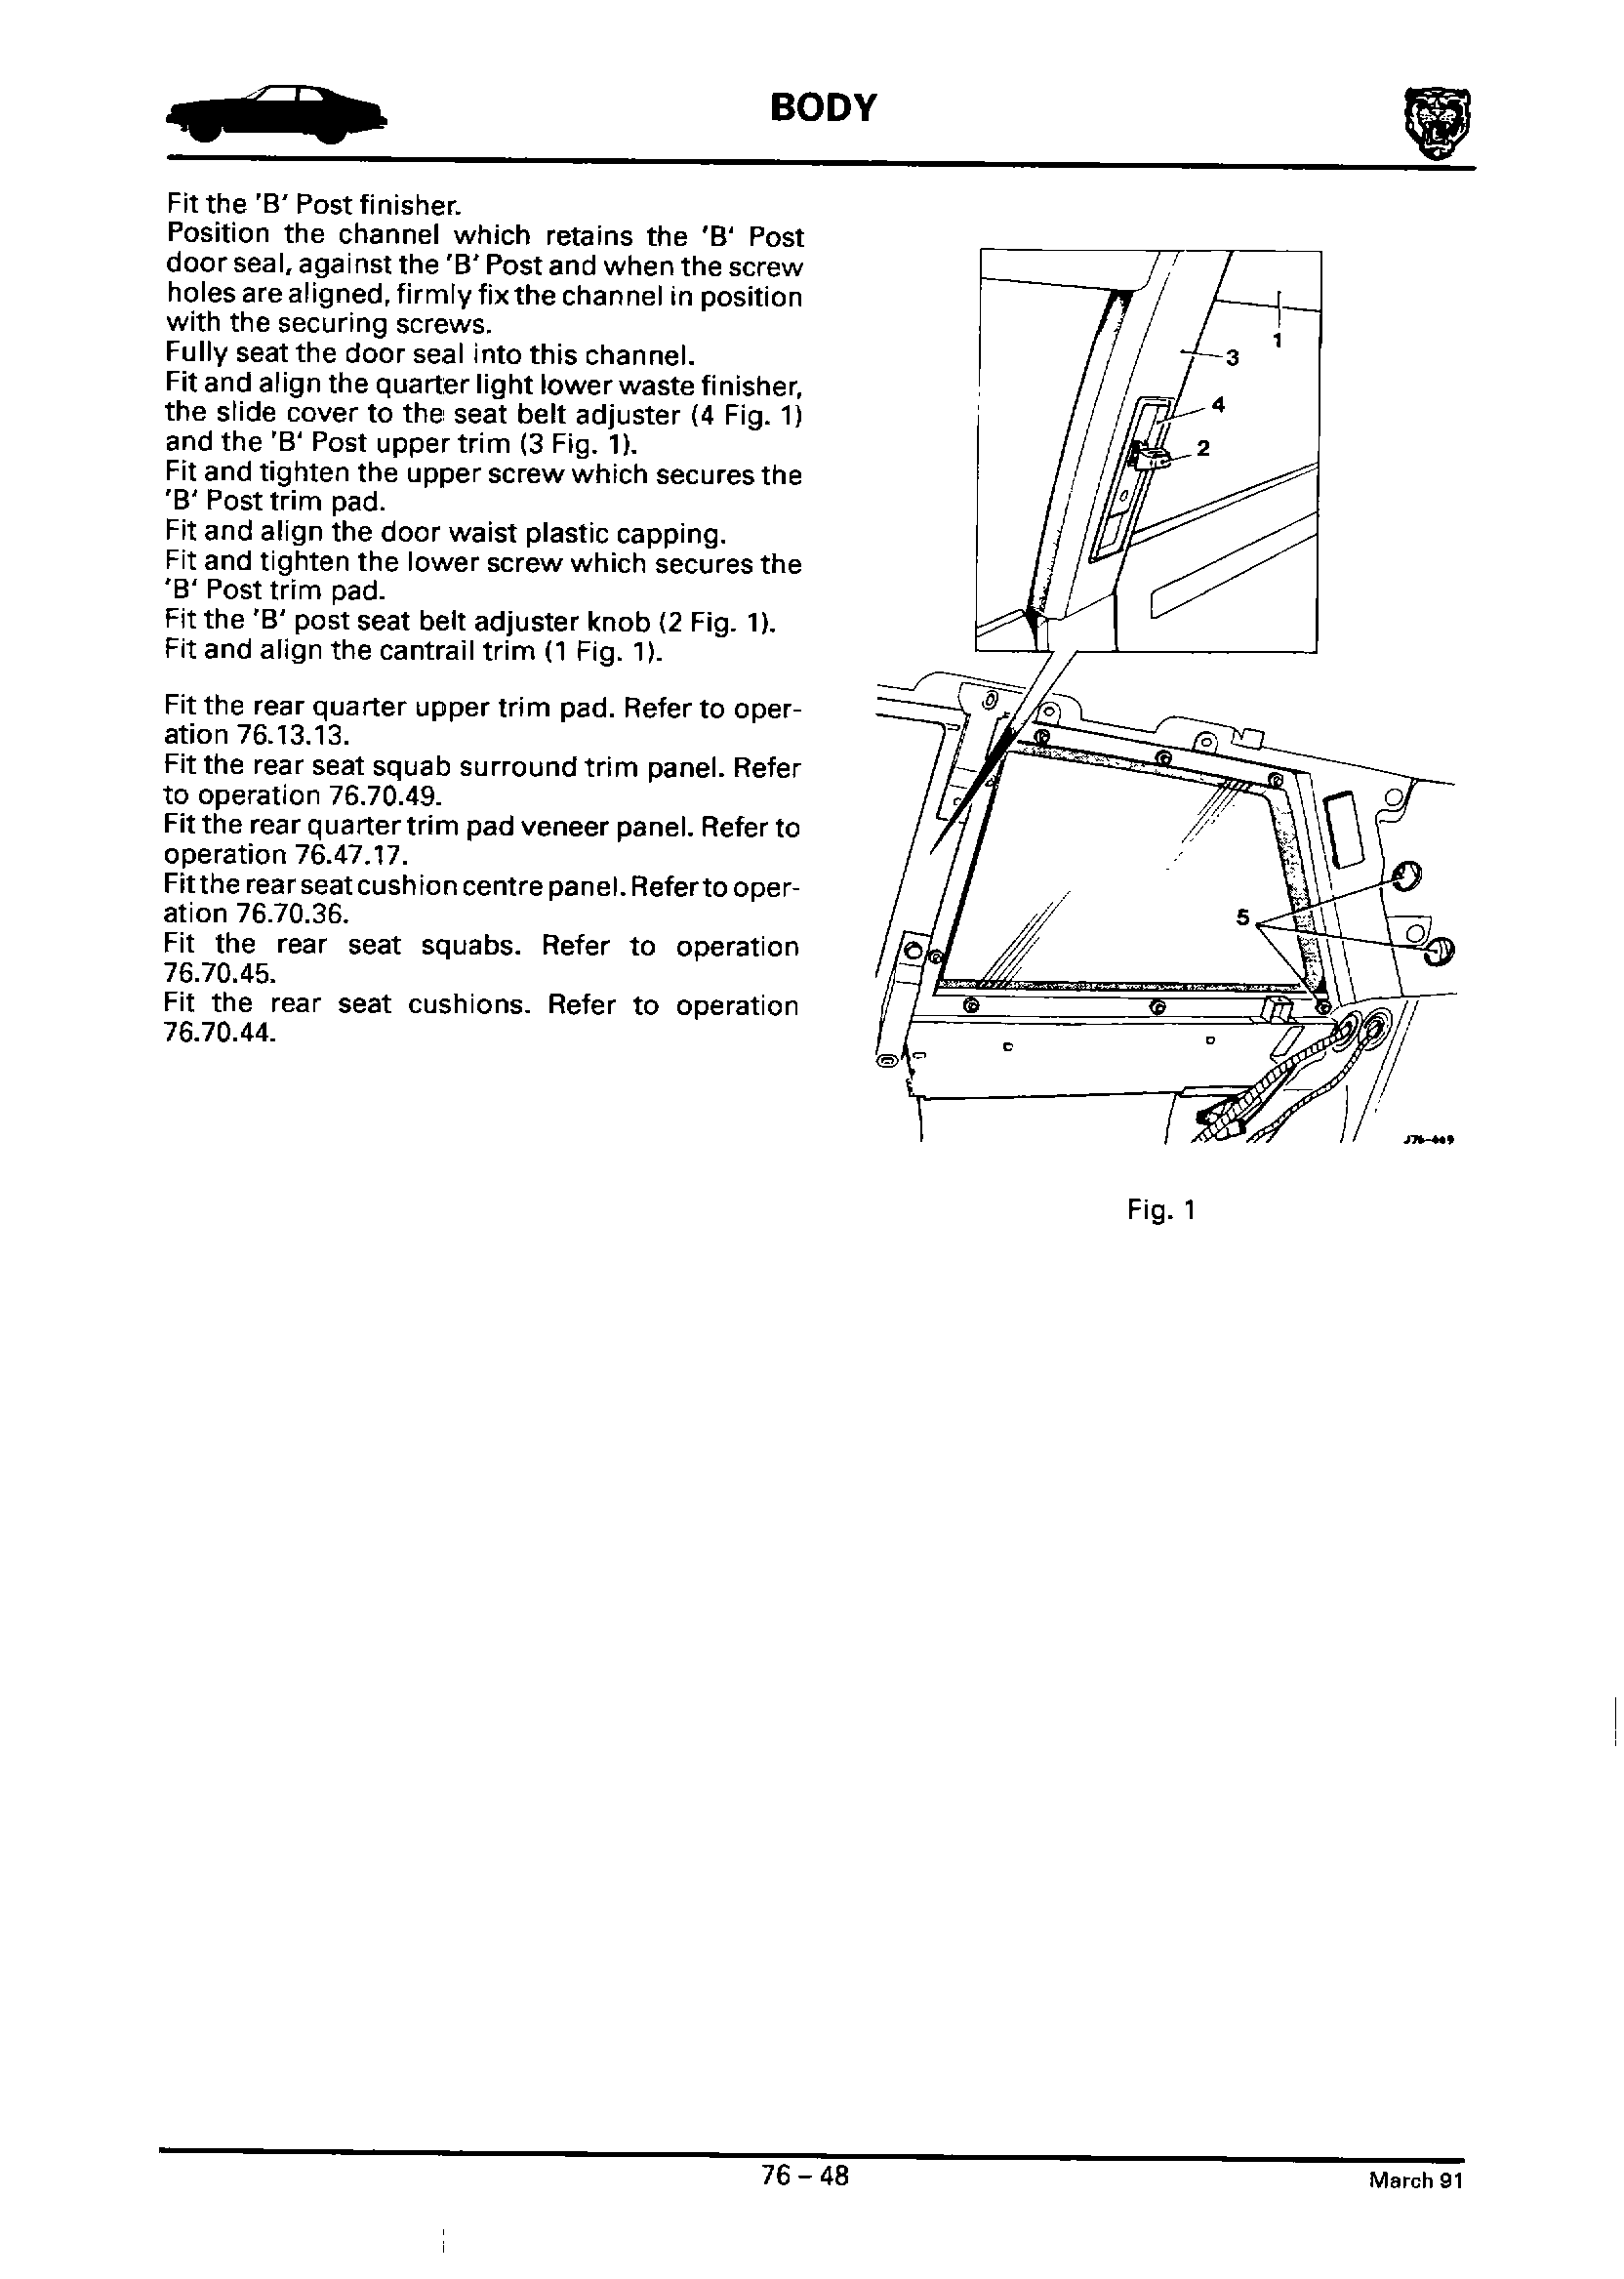 BODY
Fit the 'B' Post finisher.
Position the channel which retains the 'B' Post
door seal, against the 'B' Post and when the screw
holes are aligned, firmly fix the channel in position
with the securing screws.
Fully seat the door seal into this channel.
Fit and align the quarter light lower waste finisher,
the slide cover to the seat belt adjuster (4 Fig. 1)
and the 'B' Post upper trim (3 Fig. 1).
Fit and tighten the upper screw which secures the
'B' Post trim pad.
Fit and align the door waist plastic capping.
Fit and tighten the lower screw which secures the
'B' Post trim pad.
Fit the 'B' post seat belt adjuster knob (2 Fig. 1).
Fit and align the cantrail trim (1 Fig. 1).
Fit the rear quarter upper trim pad. Refer to oper-
ation 76.13.13.
Fit the rear seat squab surround trim panel. Refer
to operation 76.70.49.
Fit the rear quarter trim pad veneer panel. Refer to
operation 76.47.17.
Fit the rear seat cushion centre panel. Refer to oper-
ation 76.70.36.
Fit the rear seat squabs. Refer to operation
76.70.45.
Fit the rear seat cushions. Refer to operation
76.70.44.
1
3
4
2
5
Fig. 1
76 – 48
March 91